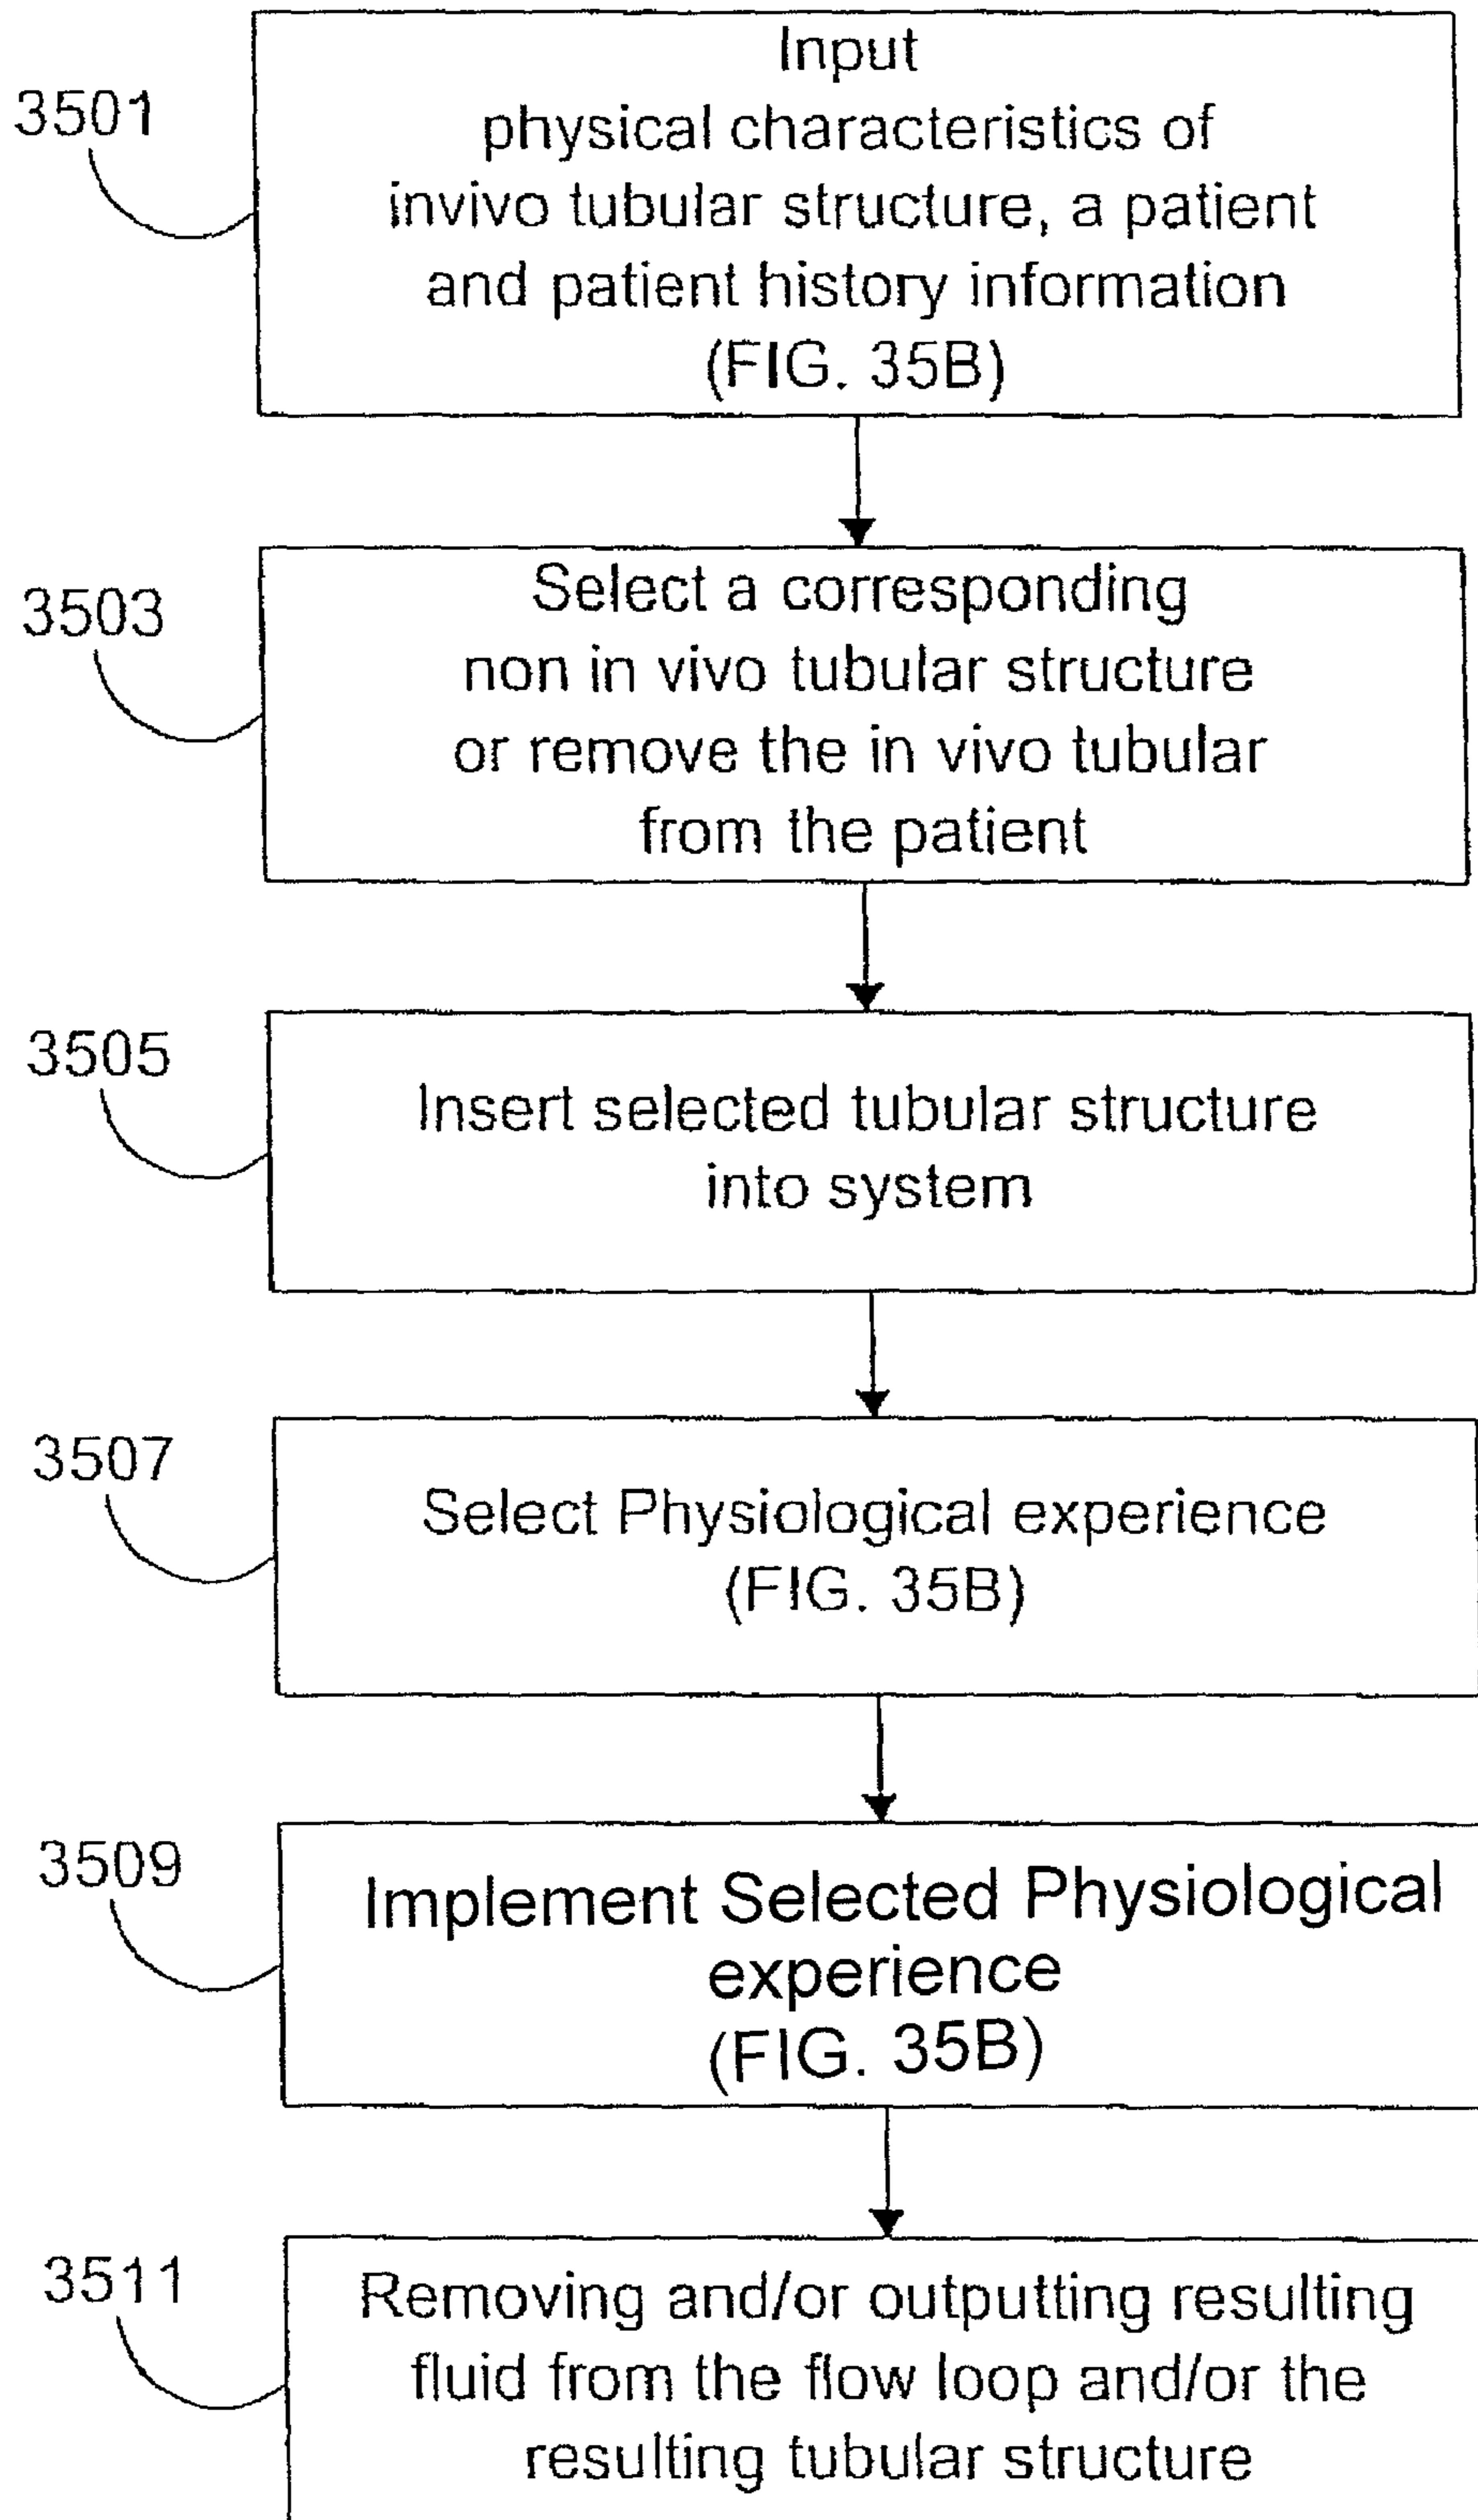 3501
Input
physical characteristics of
invivo tubular structure, a patient
and patient history information
(FIG. 35B)
3503
Select a corresponding
non in vivo tubular structure
or remove the in vivo tubular
from the patient
3505
Insert selected tubular structure
into system
3507
Select Physiological experience
(FIG. 35B)
3509
Implement Selected Physiological
experience
(FIG. 35B)
3511
Removing and/or outputting resulting
fluid from the flow loop and/or the
resulting tubular structure